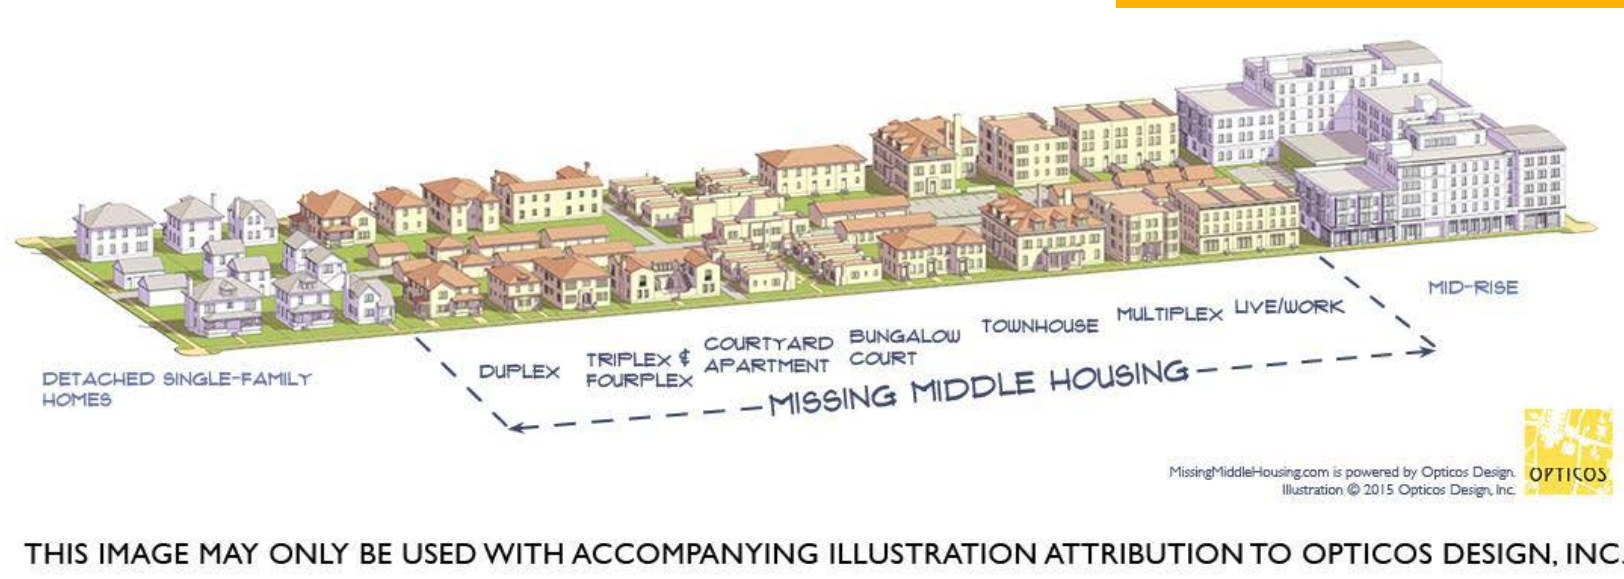 DETACHED SINGLE-FAMILY
HOMES
DUPLEX
TRIPLEX &
FOURPLEX
COURTYARD
APARTMENT
BUNGALOW
COURT
TOWNHOUSE
MULTIPLEX
LIVE/WORK
MID-RISE
MISSING MIDDLE HOUSING
MissingMiddleHousing.com is powered by Opticos Design.
Illustration © 2015 Opticos Design, Inc.
OPTICOS
THIS IMAGE MAY ONLY BE USED WITH ACCOMPANYING ILLUSTRATION ATTRIBUTION TO OPTICOS DESIGN, INC.